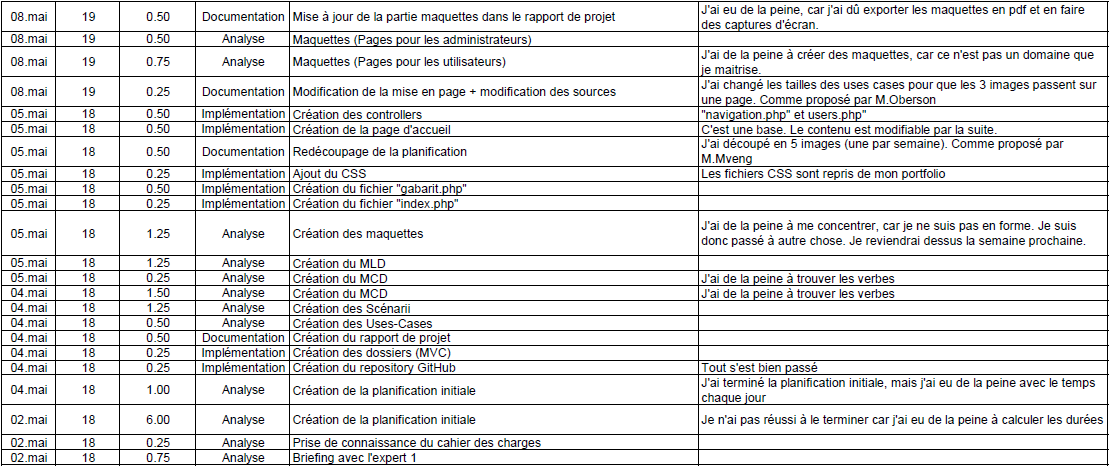 08.mai 19 0.50 Documentation Mise à jour de la partie maquettes dans le rapport de projet J'ai eu de la peine, car j'ai dû exporter les maquettes en pdf et en faire
des captures d'écran.
08.mai 19 0.50 Analyse Maquettes (Pages pour les administrateurs)
08.mai 19 0.75 Analyse Maquettes (Pages pour les utilisateurs) J'ai de la peine à créer des maquettes, car ce n'est pas un domaine que
je maitrise.
08.mai 19 0.25 Documentation Modification de la mise en page + modification des sources J'ai changé les tailles des uses cases pour que les 3 images passent sur
une page. Comme proposé par M.Oberson
05.mai 18 0.50 Implémentation Création des controllers "navigation.php" et users.php"
05.mai 18 0.50 Implémentation Création de la page d'accueil C'est une base. Le contenu est modifiable par la suite.
05.mai 18 0.50 Documentation Redécoupage de la planification J'ai découpé en 5 images (une par semaine). Comme proposé par
M.Mveng
05.mai 18 0.25 Implémentation Ajout du CSS Les fichiers CSS sont repris de mon portfolio
05.mai 18 0.50 Implémentation Création du fichier "gabarit.php"
05.mai 18 0.25 Implémentation Création du fichier "index.php"
05.mai 18 1.25 Analyse Création des maquettes J'ai de la peine à me concentrer, car je ne suis pas en forme. Je suis
donc passé à autre chose. Je reviendrai dessus la semaine prochaine.
05.mai 18 1.25 Analyse Création du MLD
05.mai 18 0.25 Analyse Création du MCD J'ai de la peine à trouver les verbes
04.mai 18 1.50 Analyse Création du MCD J'ai de la peine à trouver les verbes
04.mai 18 1.25 Analyse Création des Scénarii
04.mai 18 0.50 Analyse Création des Uses-Cases
04.mai 18 0.50 Documentation Création du rapport de projet
04.mai 18 0.25 Implémentation Création des dossiers (MVC)
04.mai 18 0.25 Implémentation Création du repository GitHub Tout s'est bien passé
04.mai 18 1.00 Analyse Création de la planification initiale J'ai terminé la planification initiale, mais j'ai eu de la peine avec le temps
chaque jour
02.mai 18 6.00 Analyse Création de la planification initiale Je n'ai pas réussi à le terminer car j'ai eu de la peine à calculer les durées
02.mai 18 0.25 Analyse Prise de connaissance du cahier des charges
02.mai 18 0.75 Analyse Briefing avec l'expert 1